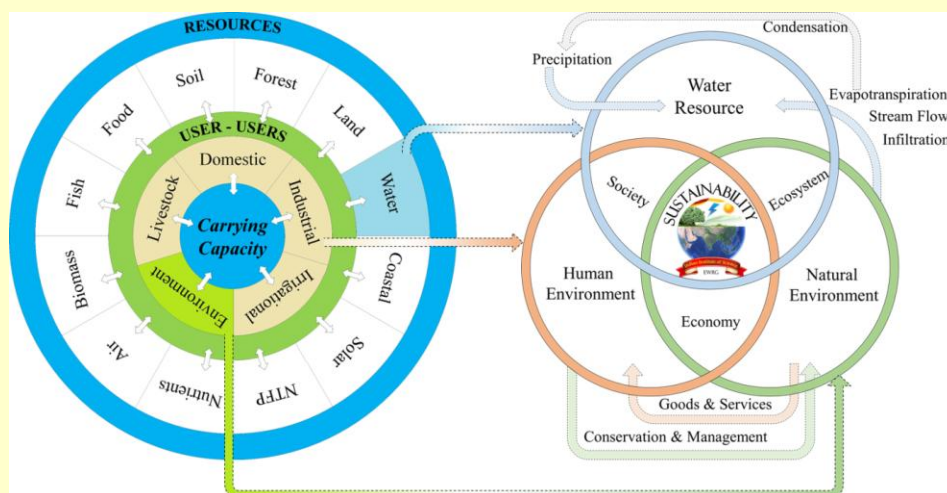 RESOURCES
Soil
Forest
Food
Land
Fish
Water
Biomass
Coastal
Air
Solar
Nutrients
NTFP
USER - USERS
Domestic
Livestock
Industrial
Environment
Irrigational
Carrying
Capacity
Condensation
Precipitation
Water
Resource
Evapotranspiration
Stream Flow
Infiltration
Society
SUSTAINABILITY
Ecosystem
EWRG
Human
Environment
Natural
Environment
Economy
Goods & Services
Conservation & Management